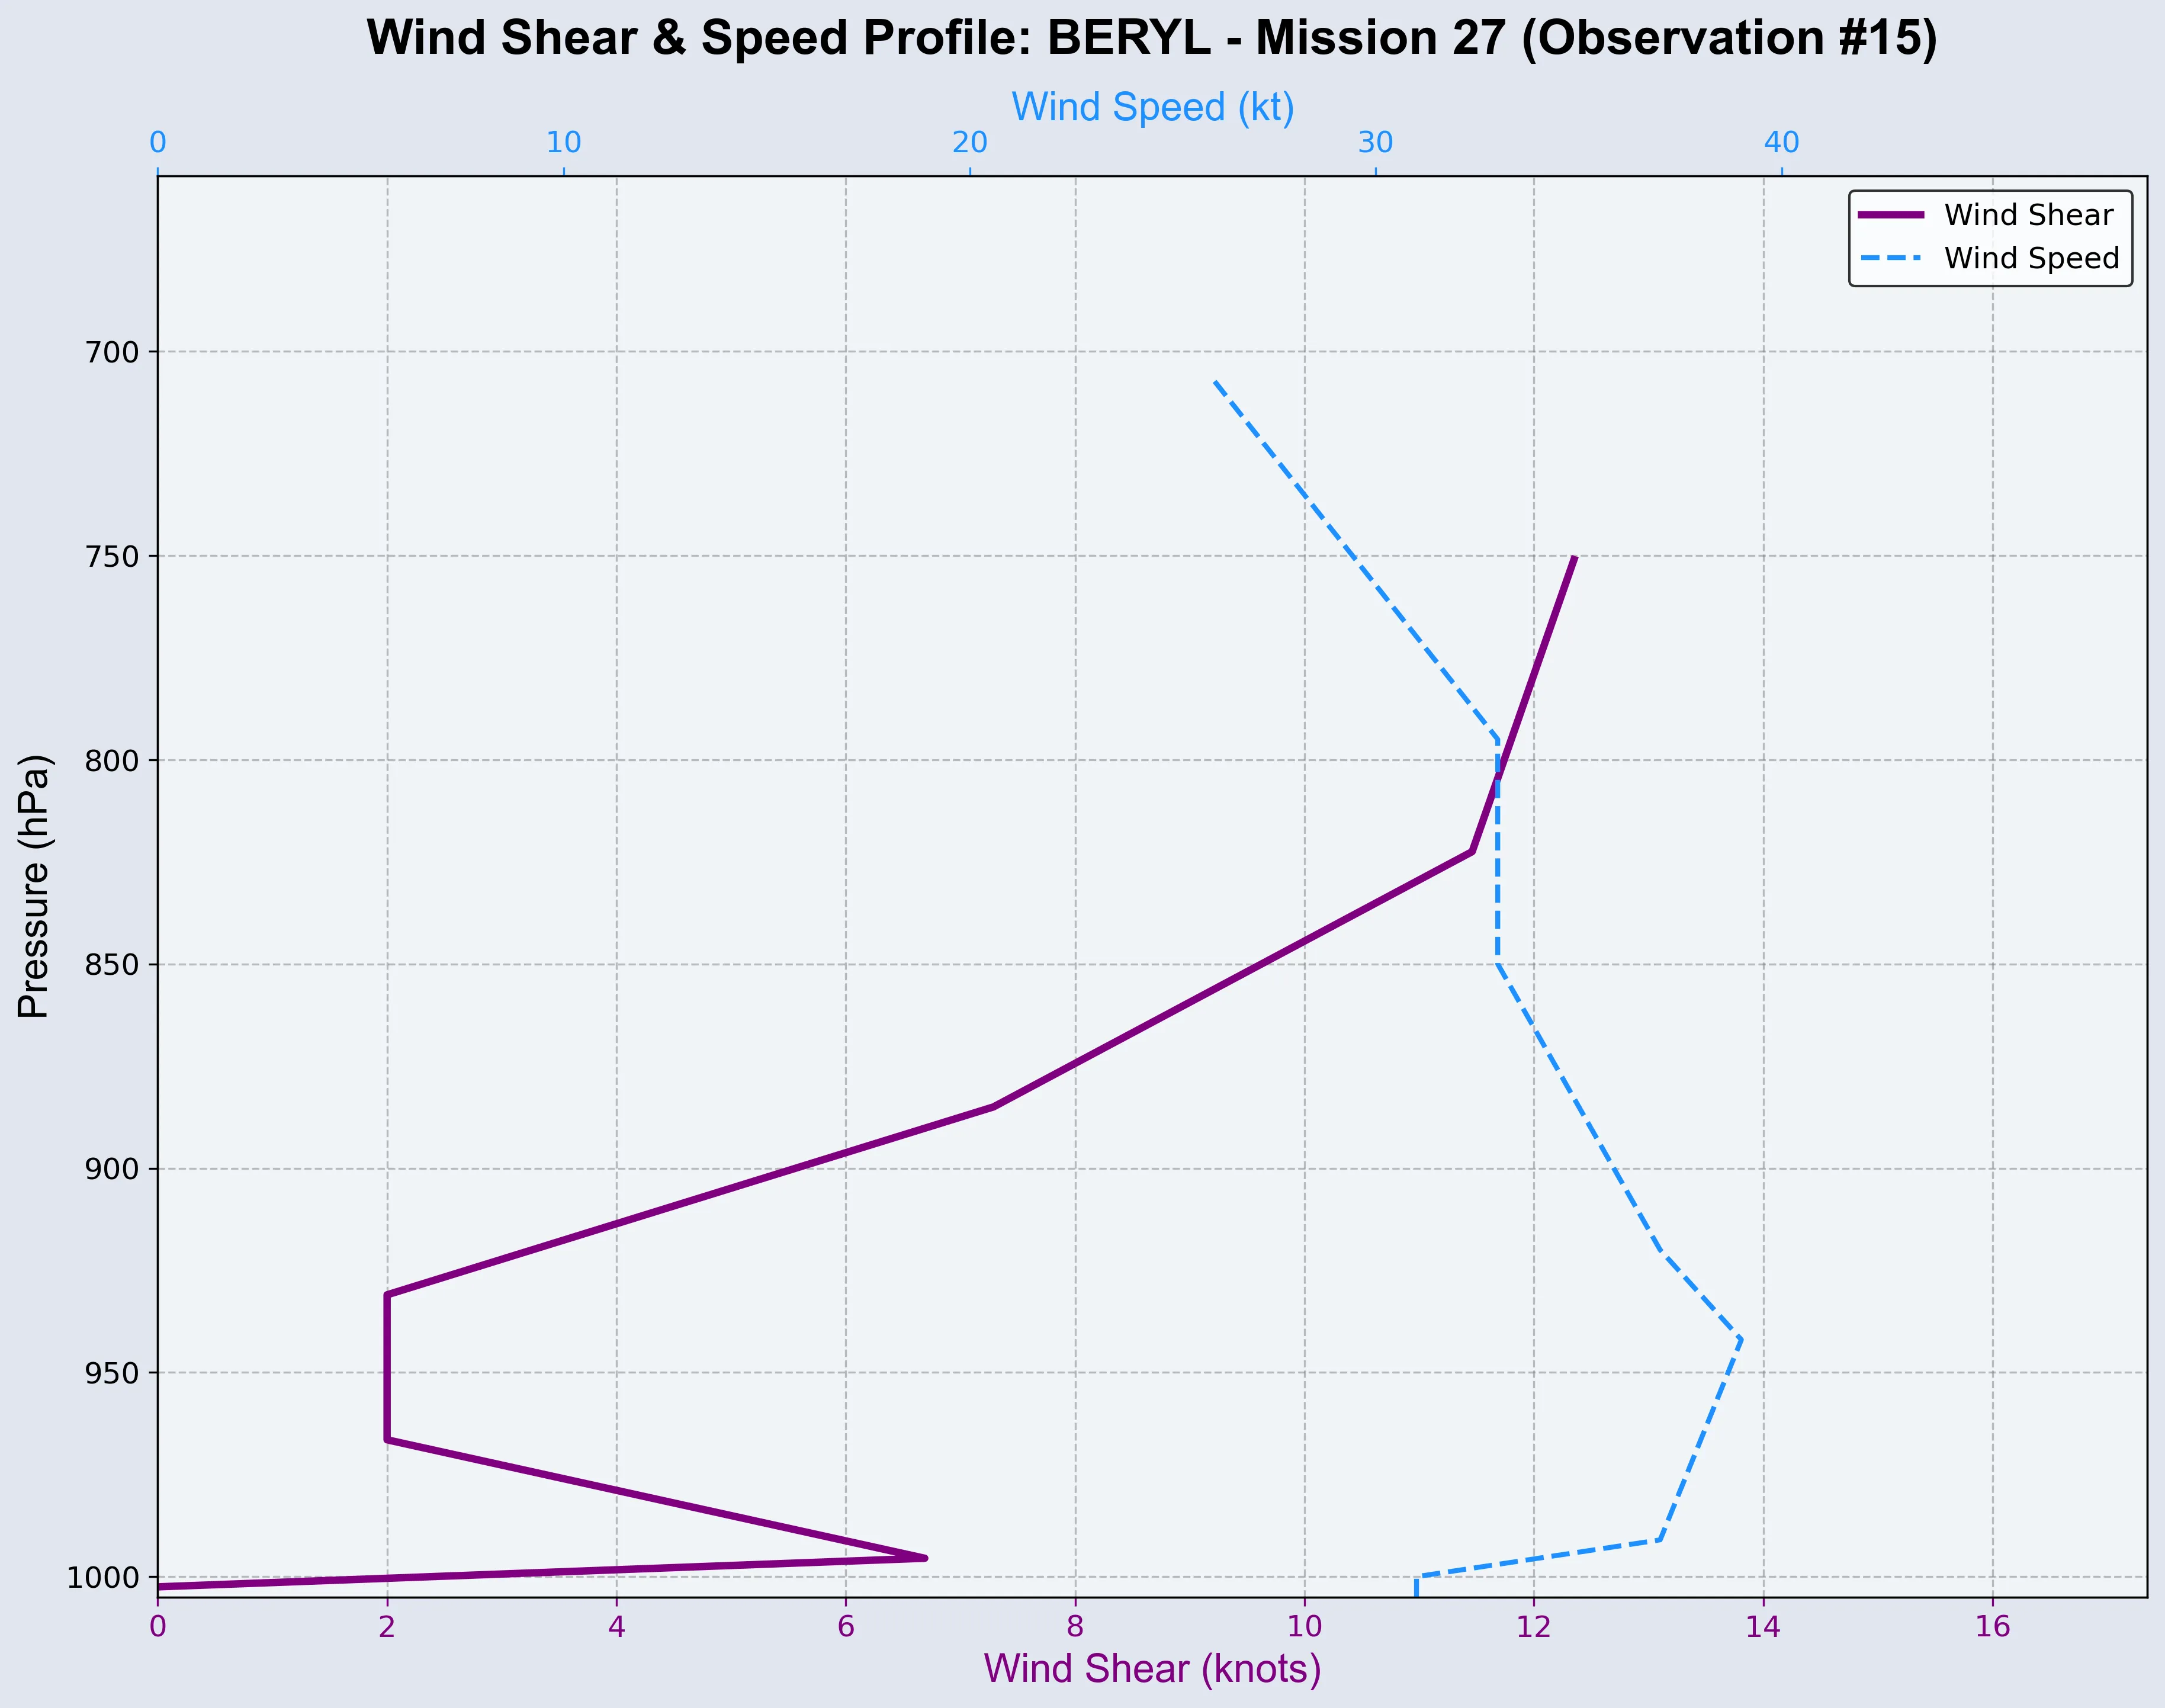 Wind Shear & Speed Profile: BERYL - Mission 27 (Observation #15)
Wind Speed (kt)
0 10 20 30 40
Wind Shear
Wind Speed
700
750
800
850
900
950
1000
Pressure (hPa)
0 2 4 6 8 10 12 14 16
Wind Shear (knots)